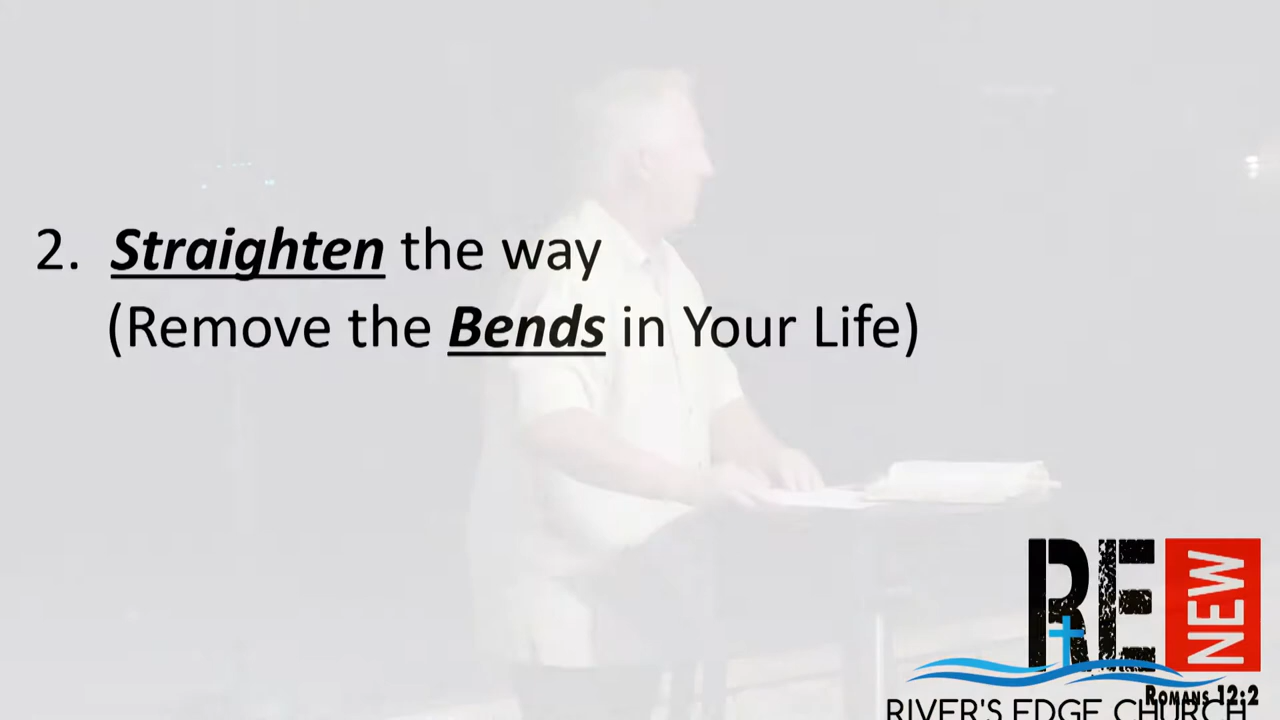 2. Straighten the way
(Remove the Bends in Your Life)
RE NEW
ROMANS 12:2
RIVER'S EDGE CHURCH